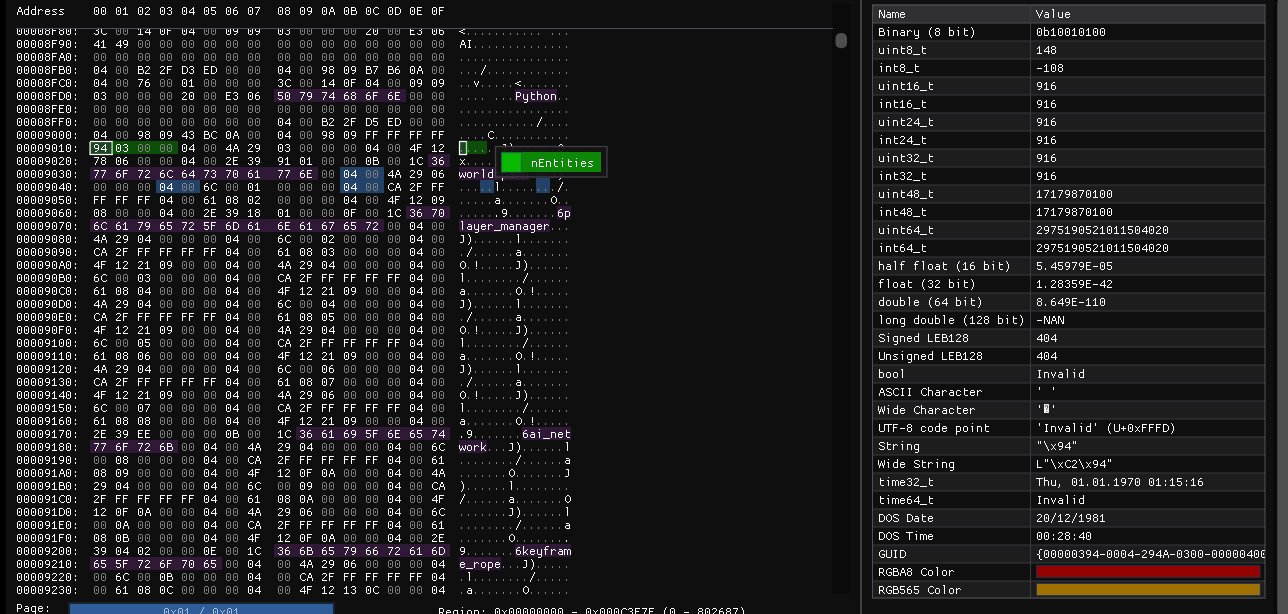 Address 00 01 02 03 04 05 06 07 08 09 0A 0B 0C 0D 0E 0F
00008F80: 3C 00 14 0F 04 00 09 09 03 00 00 00 20 00 E3 06
00008F90: 41 49 00 00 00 00 00 00 00 00 00 00 00 00 00 00 AI
00008FA0: 00 00 00 00 00 00 00 00 00 00 00 00 00 00 00 00
00008FB0: 04 00 B2 2F D3 ED 00 00 04 00 98 09 B7 B6 0A 00
00008FC0: 04 00 76 00 01 00 00 00 3C 00 14 0F 04 00 09 09
00008FD0: 03 00 00 00 20 00 E3 06 50 79 74 68 6F 6E 00 00 Python
00008FE0: 00 00 00 00 00 00 00 00 00 00 00 00 00 00 00 00
00008FF0: 00 00 00 00 00 00 00 00 04 00 B2 2F D5 ED 00 00
00009000: 04 00 98 09 43 BC 0A 00 04 00 98 09 FF FF FF FF
00009010: 94 03 00 00 04 00 4A 29 03 00 00 00 04 00 4F 12
00009020: 78 06 00 00 04 00 2E 39 91 01 00 00 0B 00 1C 36
nEntities
00009030: 77 6F 72 6C 64 73 70 61 77 6E 00 00 04 00 4A 29 06 world
00009040: 00 00 00 04 00 6C 00 01 00 00 00 04 00 CA 2F FF
00009050: FF FF FF 04 00 61 08 02 00 00 00 04 00 4F 12 09
00009060: 08 00 00 04 00 2E 39 18 01 00 00 0F 00 1C 36 70 6p
00009070: 6C 61 79 65 72 5F 6D 61 6E 61 67 65 72 00 00 04 00 layer_manager
00009080: 4A 29 04 00 00 00 04 00 6C 00 02 00 00 00 04 00
00009090: CA 2F FF FF FF FF 04 00 61 08 03 00 00 00 04 00
000090A0: 4F 12 21 09 00 00 04 00 4A 29 04 00 00 00 04 00
000090B0: 6C 00 03 00 00 00 04 00 CA 2F FF FF FF FF 04 00
000090C0: 61 08 04 00 00 00 04 00 4F 12 21 09 00 00 04 00
000090D0: 4A 29 04 00 00 00 04 00 6C 00 04 00 00 00 04 00
000090E0: CA 2F FF FF FF FF 04 00 61 08 05 00 00 00 04 00
000090F0: 4F 12 21 09 00 00 04 00 4A 29 04 00 00 00 04 00
00009100: 6C 00 05 00 00 00 04 00 CA 2F FF FF FF FF 04 00
00009110: 61 08 06 00 00 00 04 00 4F 12 21 09 00 00 04 00
00009120: 4A 29 04 00 00 00 04 00 6C 00 06 00 00 00 04 00
00009130: CA 2F FF FF FF FF 04 00 61 08 07 00 00 00 04 00
00009140: 4F 12 21 09 00 00 04 00 4A 29 06 00 00 00 04 00
00009150: 6C 00 07 00 00 00 04 00 CA 2F FF FF FF FF 04 00
00009160: 61 08 08 00 00 00 04 00 4F 12 21 09 00 00 04 00
00009170: 2E 39 EE 00 00 00 0B 00 1C 36 61 69 5F 6E 65 74 6ai_net
00009180: 77 6F 72 6B 00 00 04 00 4A 29 04 00 00 00 04 00 6C work
00009190: 00 08 00 00 00 04 00 CA 2F FF FF FF FF 04 00 61
000091A0: 08 09 00 00 00 04 00 4F 12 0F 0A 00 00 04 00 4A
000091B0: 29 04 00 00 00 04 00 6C 00 09 00 00 00 04 00 CA
000091C0: 2F FF FF FF FF 04 00 61 08 0A 00 00 00 04 00 4F
000091D0: 12 0F 0A 00 00 04 00 4A 29 06 00 00 00 04 00 6C
000091E0: 00 0A 00 00 00 04 00 CA 2F FF FF FF FF 04 00 61
000091F0: 08 0B 00 00 00 04 00 4F 12 0F 0A 00 00 04 00 2E
00009200: 39 04 02 00 00 0E 00 1C 36 6B 65 79 66 72 61 6D 6keyfram
00009210: 65 5F 72 6F 70 65 00 00 04 00 4A 29 06 00 00 00 04 e_rope
00009220: 00 6C 00 0B 00 00 00 04 00 CA 2F FF FF FF FF 04
00009230: 00 61 08 0C 00 00 00 04 00 4F 12 13 0C 00 00 04
Page: 0x01 / 0x01 Region: 0x00000000 - 0x000C3F7F (0 - 802687)
Name Value
Binary (8 bit) 0b10010100
uint8_t 148
int8_t -108
uint16_t 916
int16_t 916
uint24_t 916
int24_t 916
uint32_t 916
int32_t 916
uint48_t 17179870100
int48_t 17179870100
uint64_t 2975190521011504020
int64_t 2975190521011504020
half float (16 bit) 5.45979E-05
float (32 bit) 1.28359E-42
double (64 bit) 8.649E-110
long double (128 bit) -NAN
Signed LEB128 404
Unsigned LEB128 404
bool Invalid
ASCII Character ' '
Wide Character '�'
UTF-8 code point 'Invalid' (U+0xFFFD)
String "\x94"
Wide String L"\xC2\x94"
time32_t Thu, 01.01.1970 01:15:16
time64_t Invalid
DOS Date 20/12/1981
DOS Time 00:28:40
GUID {00000394-0004-294A-0300-00000400
RGBA8 Color
RGB565 Color